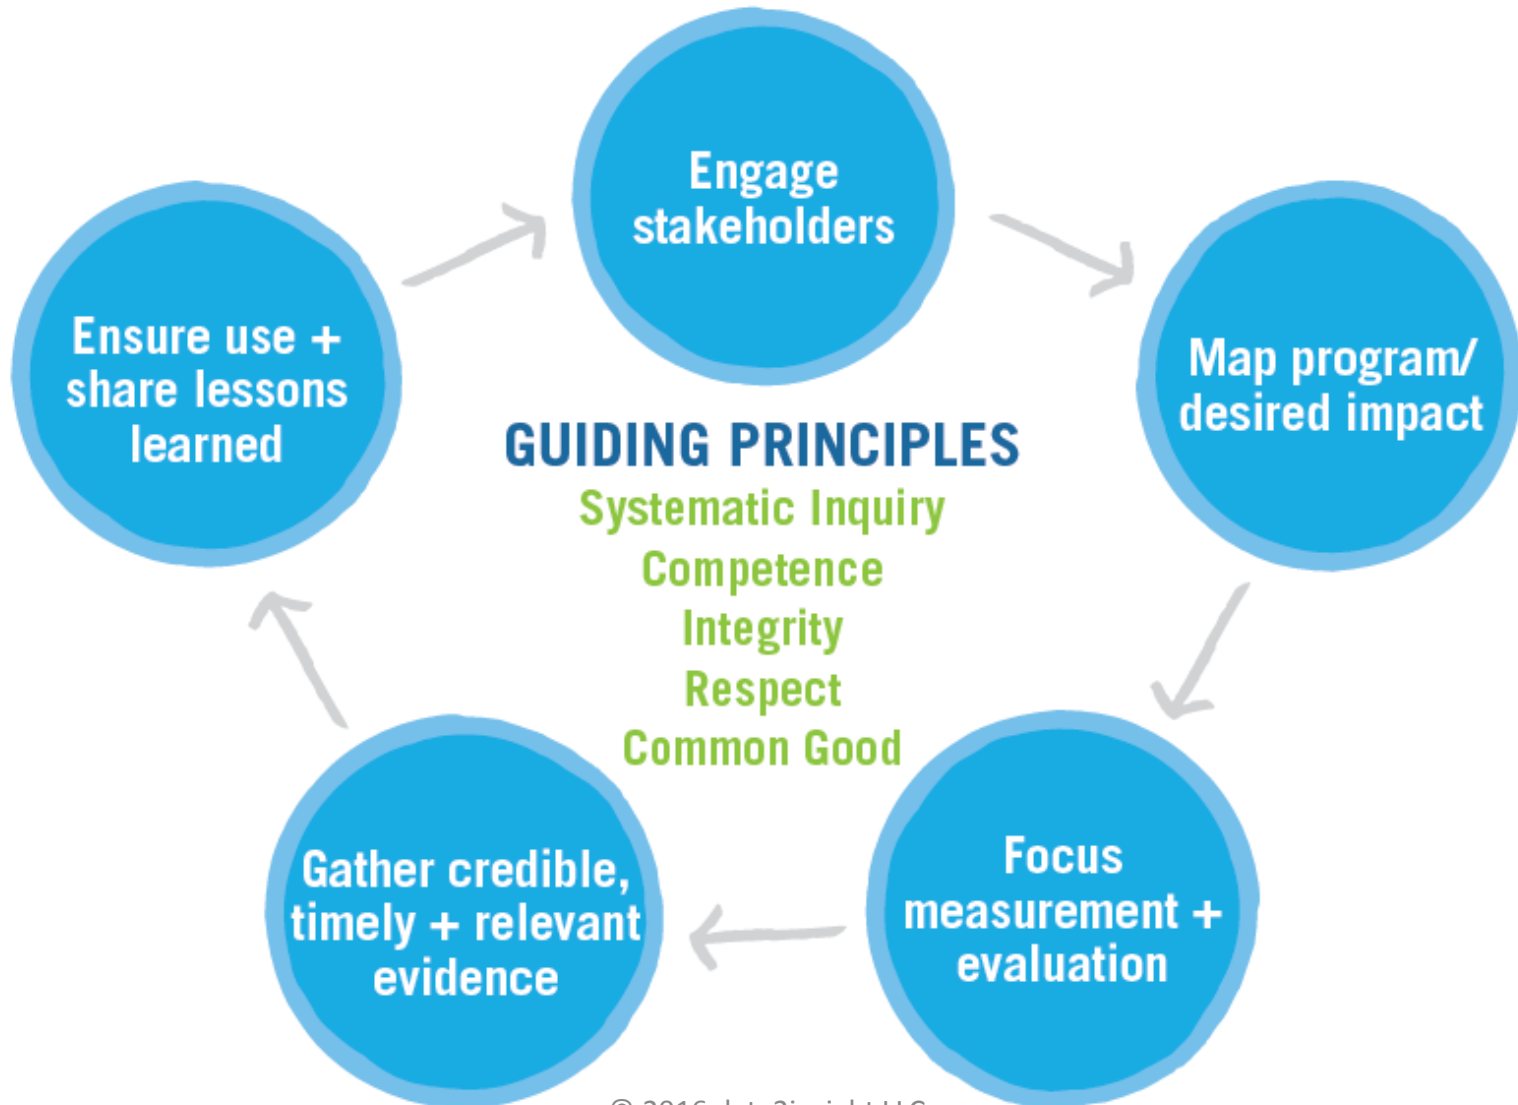 Engage
stakeholders
Map program/
desired impact
Focus
measurement +
evaluation
Gather credible,
timely + relevant
evidence
Ensure use +
share lessons
learned
GUIDING PRINCIPLES
Systematic Inquiry
Competence
Integrity
Respect
Common Good